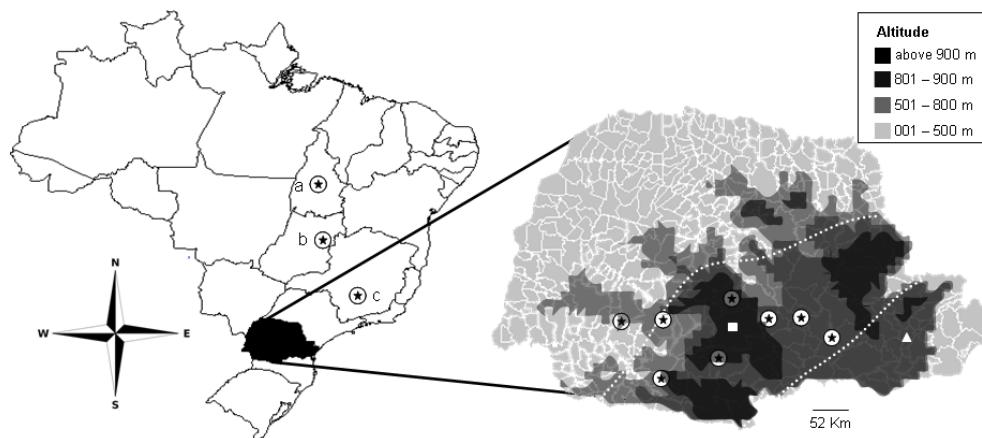 Altitude
above 900 m
801 – 900 m
501 – 800 m
001 – 500 m
a
b
c
N
W
E
S
52 Km